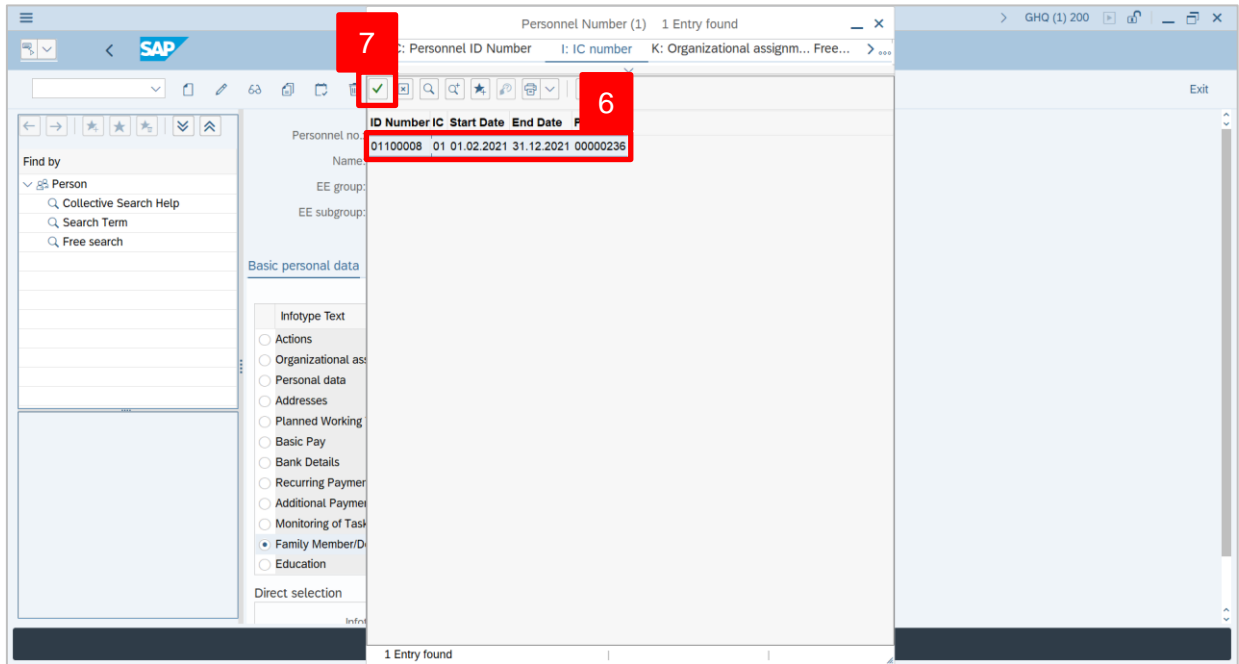 Personnel Number (1) 1 Entry found
GHQ (1) 200
SAP
7
C: Personnel ID Number I: IC number K: Organizational assignm... Free...
6
Exit
ID Number IC Start Date End Date
01100008 01 01.02.2021 31.12.2021 00000236
Find by
Person
Collective Search Help
Search Term
Free search
Personnel no.:
Name:
EE group:
EE subgroup:
Basic personal data
Infotype Text
Actions
Organizational ass
Personal data
Addresses
Planned Working
Basic Pay
Bank Details
Recurring Paymen
Additional Paymen
Monitoring of Task
Family Member/De
Education
Direct selection
1 Entry found